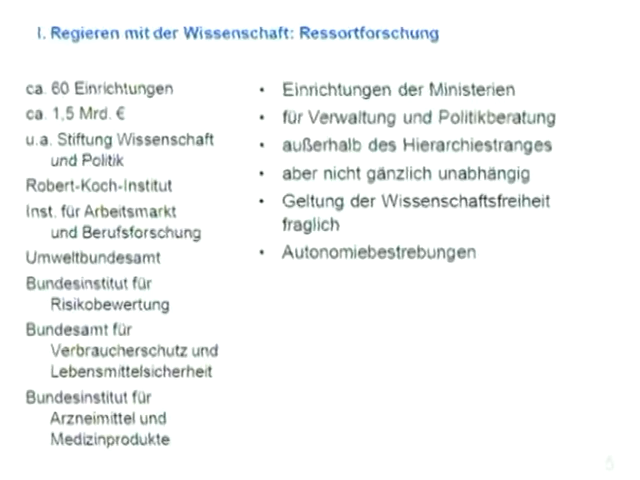 I. Regieren mit der Wissenschaft: Ressortforschung
ca. 60 Einrichtungen
ca. 1,5 Mrd. €
u.a. Stiftung Wissenschaft
und Politik
Robert-Koch-Institut
Inst. für Arbeitsmarkt
und Berufsforschung
Umweltbundesamt
Bundesinstitut für
Risikobewertung
Bundesamt für
Verbraucherschutz und
Lebensmittelsicherheit
Bundesinstitut für
Arzneimittel und
Medizinprodukte
• Einrichtungen der Ministerien
• für Verwaltung und Politikberatung
• außerhalb des Hierarchiestranges
• aber nicht gänzlich unabhängig
• Geltung der Wissenschaftsfreiheit
fraglich
• Autonomiebestrebungen
5